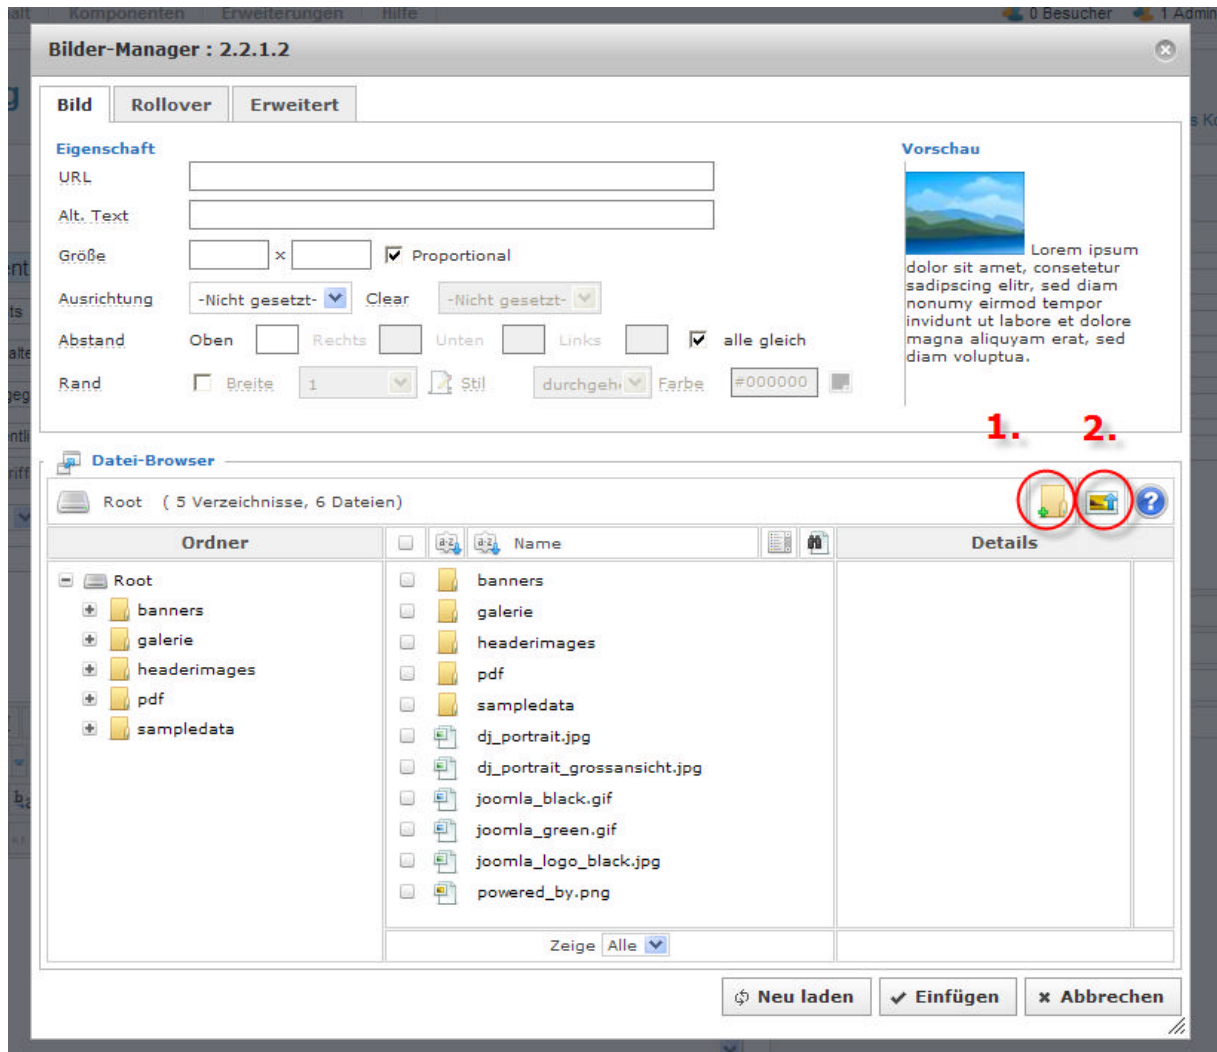 Komponenten Erweiterungen Hilfe 0 Besucher 1 Admin
Bilder-Manager : 2.2.1.2
Bild Rollover Erweitert
Eigenschaft
URL
Alt. Text
Größe x Proportional
Ausrichtung -Nicht gesetzt- Clear -Nicht gesetzt-
Abstand Oben Rechts Unten Links alle gleich
Rand Breite 1 Stil durchgeh Farbe #000000
Vorschau
Lorem ipsum
dolor sit amet, consetetur
sadipscing elitr, sed diam
nonumy eirmod tempor
invidunt ut labore et dolore
magna aliquyam erat, sed
diam voluptua.
1. 2.
Datei-Browser
Root ( 5 Verzeichnisse, 6 Dateien)
Ordner Name Details
Root
banners
galerie
headerimages
pdf
sampledata
banners
galerie
headerimages
pdf
sampledata
dj_portrait.jpg
dj_portrait_grossansicht.jpg
joomla_black.gif
joomla_green.gif
joomla_logo_black.jpg
powered_by.png
Zeige Alle
Neu laden Einfügen Abbrechen